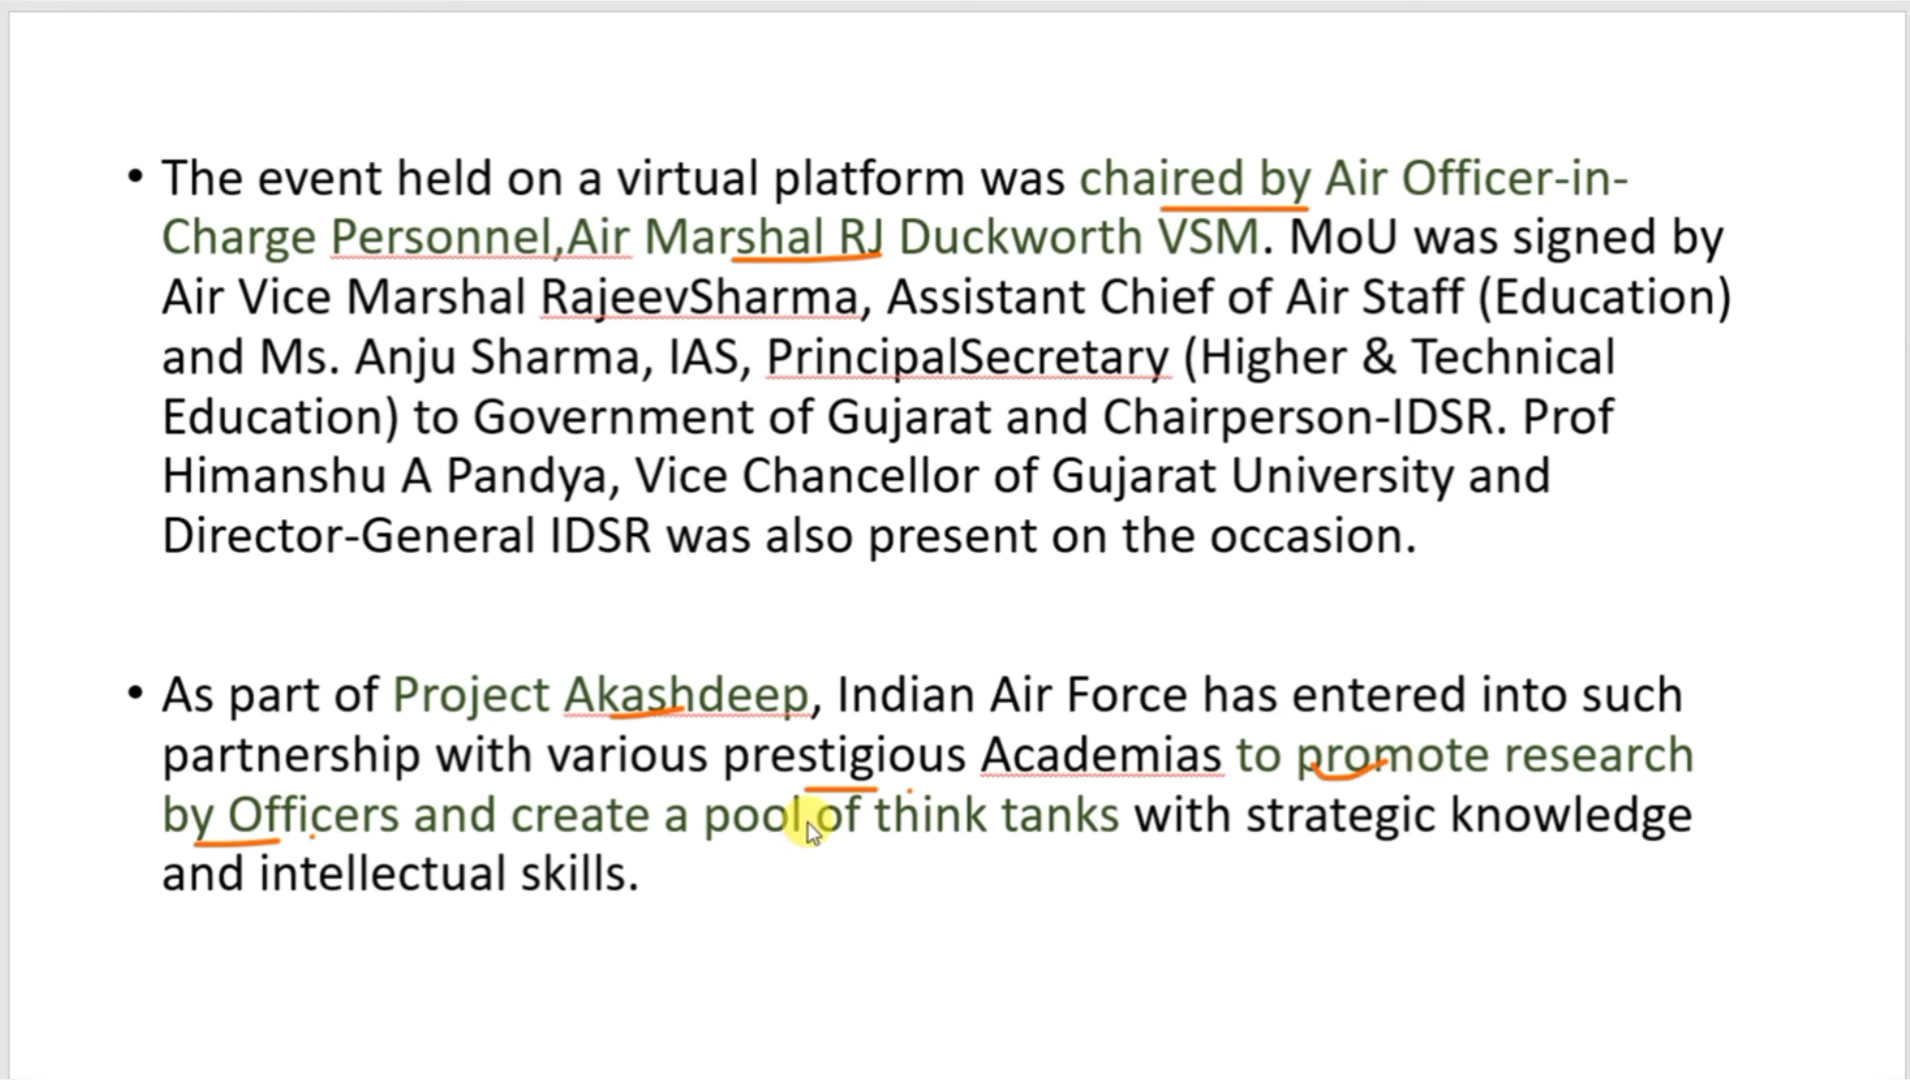 • The event held on a virtual platform was chaired by Air Officer-in-
Charge Personnel,Air Marshal RJ Duckworth VSM. MoU was signed by
Air Vice Marshal RajeevSharma, Assistant Chief of Air Staff (Education)
and Ms. Anju Sharma, IAS, PrincipalSecretary (Higher & Technical
Education) to Government of Gujarat and Chairperson-IDSR. Prof
Himanshu A Pandya, Vice Chancellor of Gujarat University and
Director-General IDSR was also present on the occasion.
• As part of Project Akashdeep, Indian Air Force has entered into such
partnership with various prestigious Academias to promote research
by Officers and create a pool of think tanks with strategic knowledge
and intellectual skills.